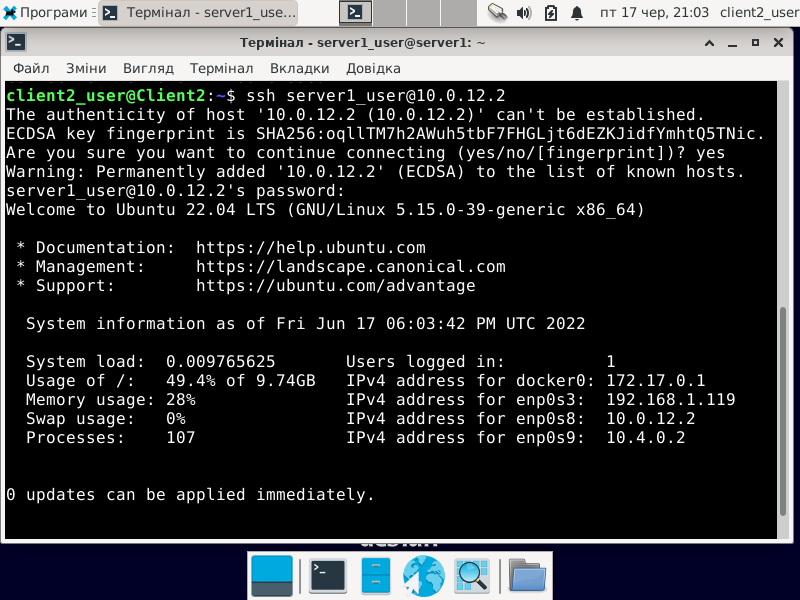 Програми
Термінал - server1_use...
пт 17 чер, 21:03
client2_user
Термінал - server1_user@server1: ~
Файл Зміни Вигляд Термінал Вкладки Довідка
client2_user@Client2:~$ ssh server1_user@10.0.12.2
The authenticity of host '10.0.12.2 (10.0.12.2)' can't be established.
ECDSA key fingerprint is SHA256:oqllTM7h2AWuh5tbF7FHGLjt6dEZKJidfYmhtQ5TNic.
Are you sure you want to continue connecting (yes/no/[fingerprint])? yes
Warning: Permanently added '10.0.12.2' (ECDSA) to the list of known hosts.
server1_user@10.0.12.2's password:
Welcome to Ubuntu 22.04 LTS (GNU/Linux 5.15.0-39-generic x86_64)
* Documentation: https://help.ubuntu.com
* Management: https://landscape.canonical.com
* Support: https://ubuntu.com/advantage
System information as of Fri Jun 17 06:03:42 PM UTC 2022
System load: 0.009765625 Users logged in: 1
Usage of /: 49.4% of 9.74GB IPv4 address for docker0: 172.17.0.1
Memory usage: 28% IPv4 address for enp0s3: 192.168.1.119
Swap usage: 0% IPv4 address for enp0s8: 10.0.12.2
Processes: 107 IPv4 address for enp0s9: 10.4.0.2
0 updates can be applied immediately.